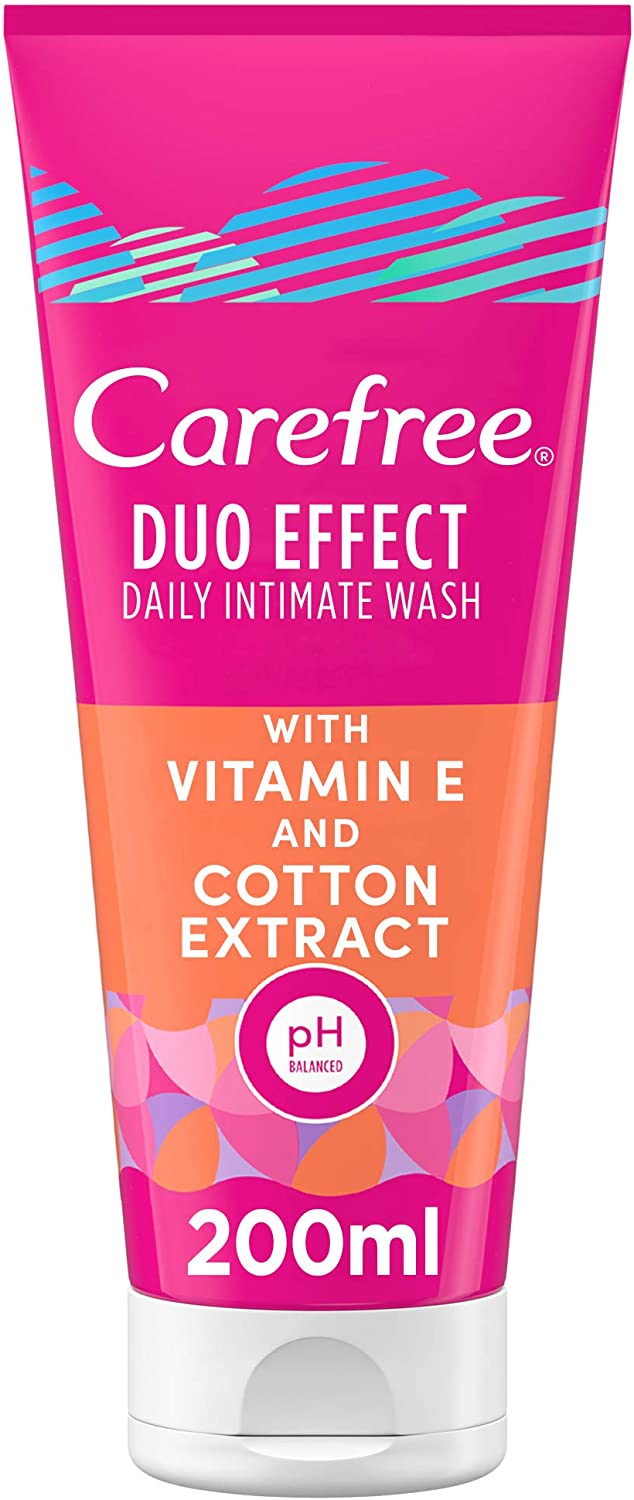 Carefree®
DUO EFFECT
DAILY INTIMATE WASH
WITH
VITAMIN E
AND
COTTON
EXTRACT
pH
BALANCED
200ml